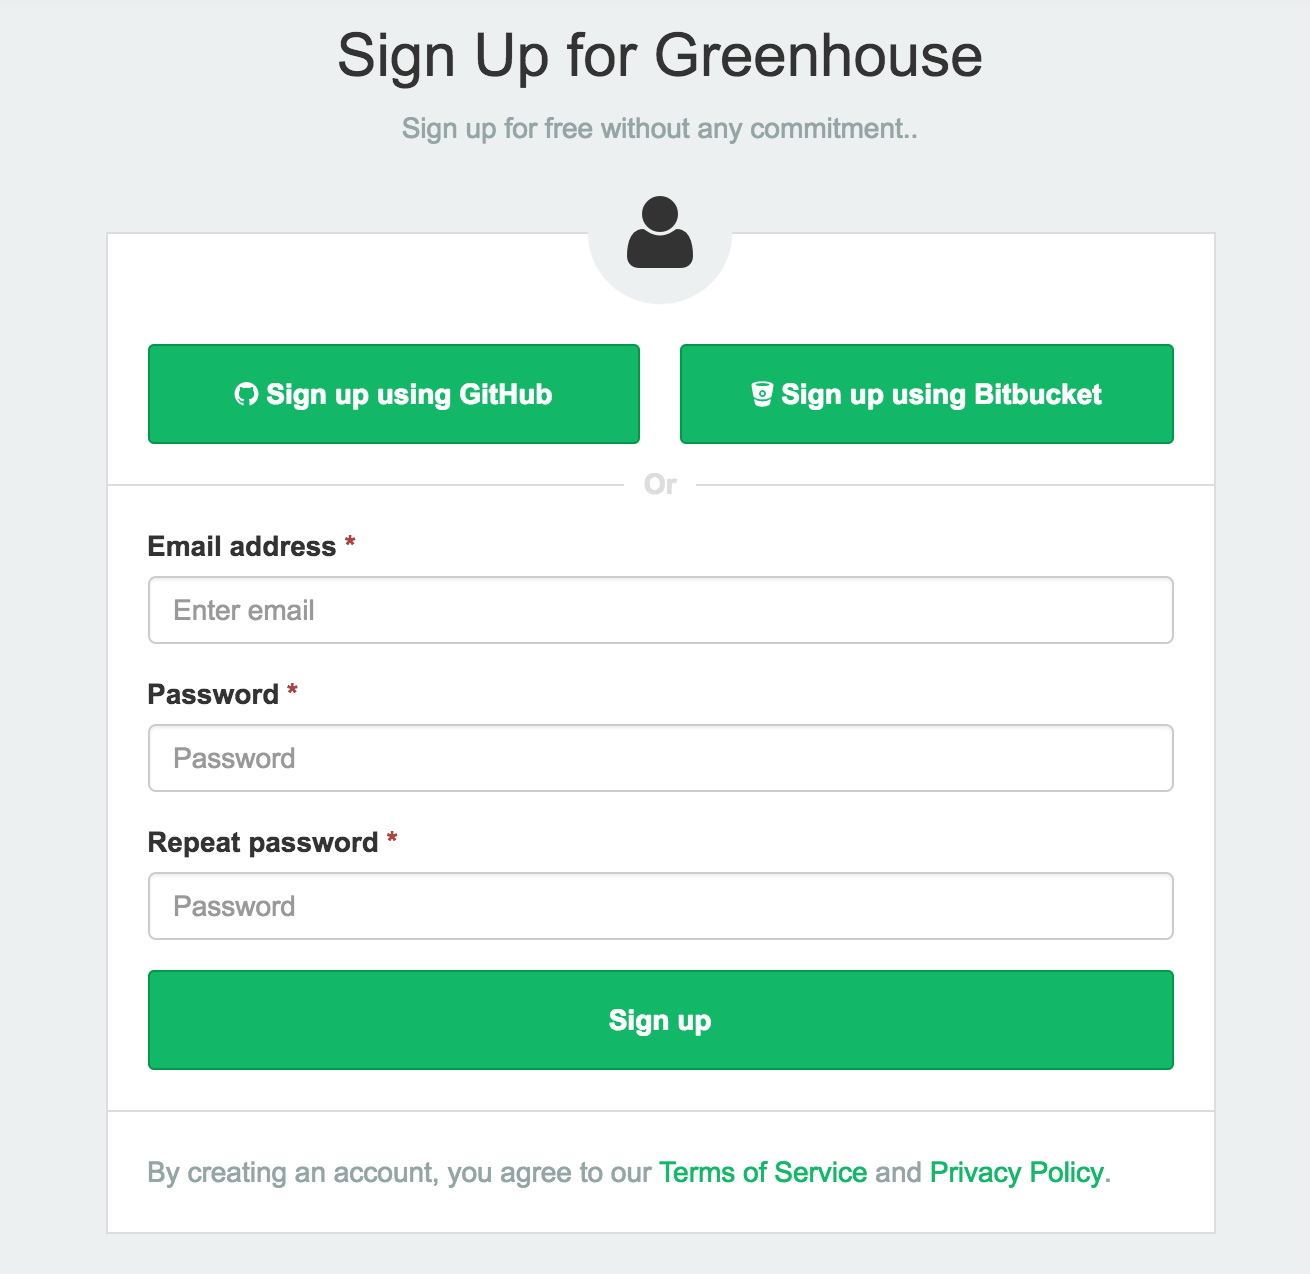 Sign Up for Greenhouse
Sign up for free without any commitment..
Sign up using GitHub
Sign up using Bitbucket
Or
Email address *
Enter email
Password *
Password
Repeat password *
Password
Sign up
By creating an account, you agree to our Terms of Service and Privacy Policy.